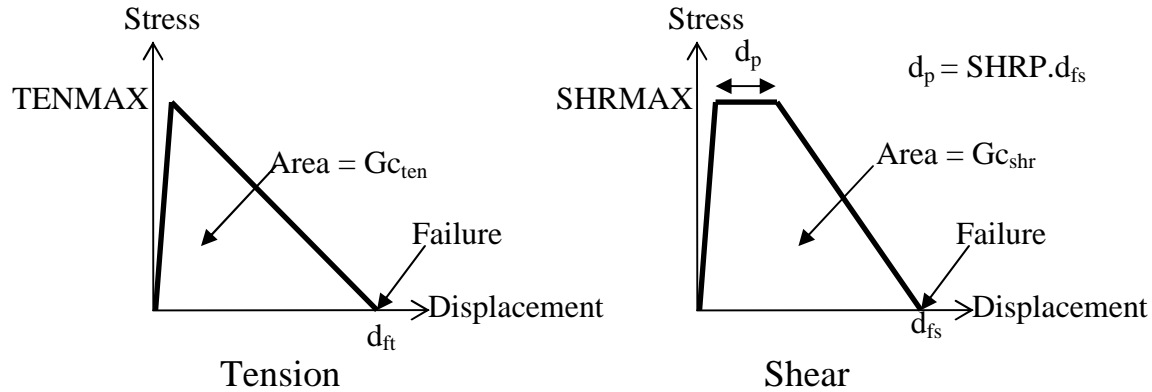 Stress
TENMAX
Area = Gc_ten
Failure
Displacement
d_ft
Tension
Stress
d_p
d_p = SHRP.d_fs
SHRMAX
Area = Gc_shr
Failure
Displacement
d_fs
Shear